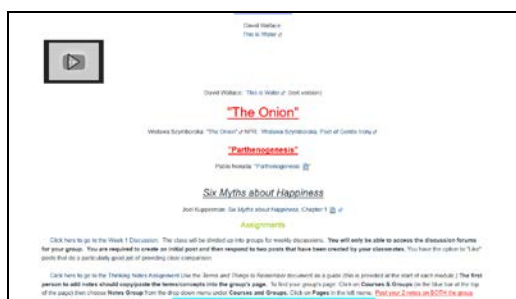 David Wallace:
This is Water
David Wallace: This is Water (text version)
"The Onion"
Wislawa Szymborska: "The Onion" NPR: Wislawa Szymborska, Poet of Gentle Irony
"Parthenogenesis"
Pablo Neruda: "Parthenogenesis"
Six Myths about Happiness
Joel Kupperman: Six Myths about Happiness, Chapter 1
Assignments
Click here to go to the Week 1 Discussion. The class will be divided up into groups for weekly discussions. You will only be able to access the discussion forums
for your group. You are required to create an initial post and then respond to two posts that have been created by your classmates. You have the option to "Like"
posts that do a particularly good job of providing clear comparison.
Click here to go to the Thinking Notes Assignment Use the Terms and Things to Remember document as a guide (this is provided at the start of each module.) The first
person to add notes should copy/paste the terms/concepts into the group's page. To find your group's page: Click on Courses & Groups (in the blue bar at the top
of the page) then choose Notes Group from the drop down menu under Courses and Groups. Click on Pages in the left menu. Post your 2 notes on BOTH the group